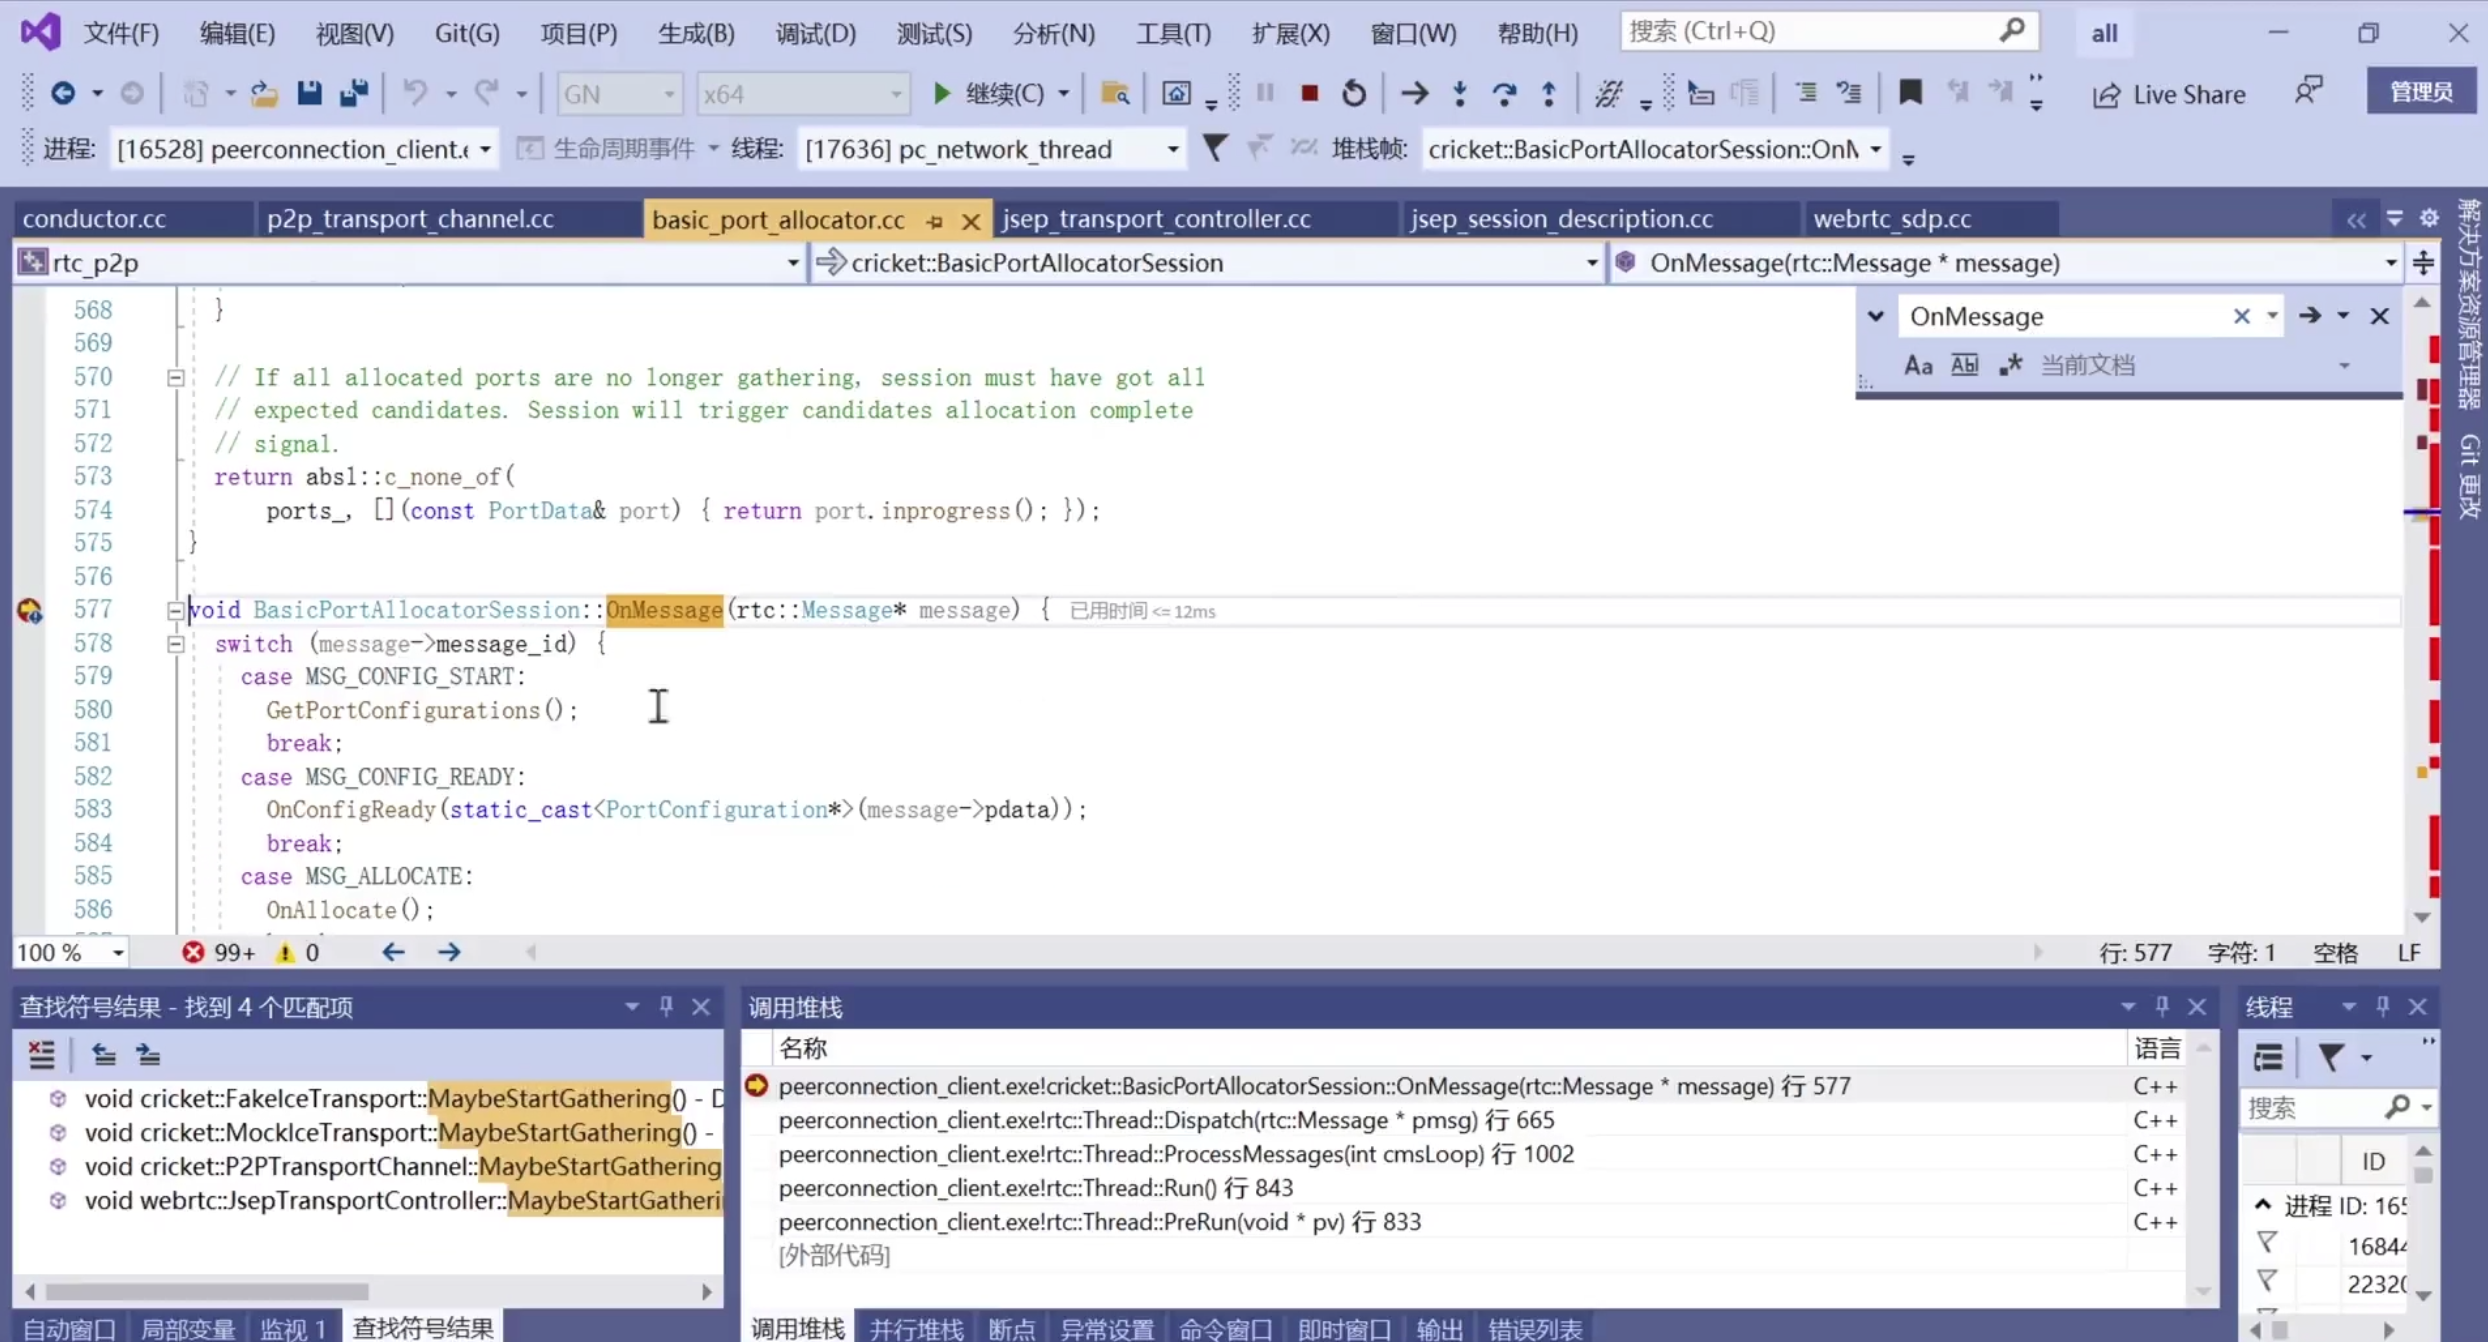 文件(F) 编辑(E) 视图(V) Git(G) 项目(P) 生成(B) 调试(D) 测试(S) 分析(N) 工具(T) 扩展(X) 窗口(W) 帮助(H) 搜索 (Ctrl+Q) all
GN x64 继续(C) Live Share 管理员
进程: [16528] peerconnection_client.e 生命周期事件 线程: [17636] pc_network_thread 堆栈帧: cricket::BasicPortAllocatorSession::OnM
conductor.cc p2p_transport_channel.cc basic_port_allocator.cc jsep_transport_controller.cc jsep_session_description.cc webrtc_sdp.cc
rtc_p2p cricket::BasicPortAllocatorSession OnMessage(rtc::Message * message)
OnMessage
Aa Abl .* 当前文档
568 }
569
570 // If all allocated ports are no longer gathering, session must have got all
571 // expected candidates. Session will trigger candidates allocation complete
572 // signal.
573 return absl::c_none_of(
574 ports_, [](const PortData& port) { return port.inprogress(); });
575 }
576
577 void BasicPortAllocatorSession::OnMessage(rtc::Message* message) { 已用时间 <= 12ms
578 switch (message->message_id) {
579 case MSG_CONFIG_START:
580 GetPortConfigurations();
581 break;
582 case MSG_CONFIG_READY:
583 OnConfigReady(static_cast<PortConfiguration*>(message->pdata));
584 break;
585 case MSG_ALLOCATE:
586 OnAllocate();
100 % 99+ 0 行: 577 字符: 1 空格 LF
解决方案资源管理器
Git 更改
查找符号结果 - 找到 4 个匹配项
void cricket::FakeIceTransport::MaybeStartGathering() - D
void cricket::MockIceTransport::MaybeStartGathering() -
void cricket::P2PTransportChannel::MaybeStartGathering
void webrtc::JsepTransportController::MaybeStartGatheri
自动窗口 局部变量 监视 1 查找符号结果
调用堆栈
名称 语言
peerconnection_client.exe!cricket::BasicPortAllocatorSession::OnMessage(rtc::Message * message) 行 577 C++
peerconnection_client.exe!rtc::Thread::Dispatch(rtc::Message * pmsg) 行 665 C++
peerconnection_client.exe!rtc::Thread::ProcessMessages(int cmsLoop) 行 1002 C++
peerconnection_client.exe!rtc::Thread::Run() 行 843 C++
peerconnection_client.exe!rtc::Thread::PreRun(void * pv) 行 833 C++
[外部代码]
调用堆栈 并行堆栈 断点 异常设置 命令窗口 即时窗口 输出 错误列表
线程
搜索
ID
进程 ID: 165
16844
2232